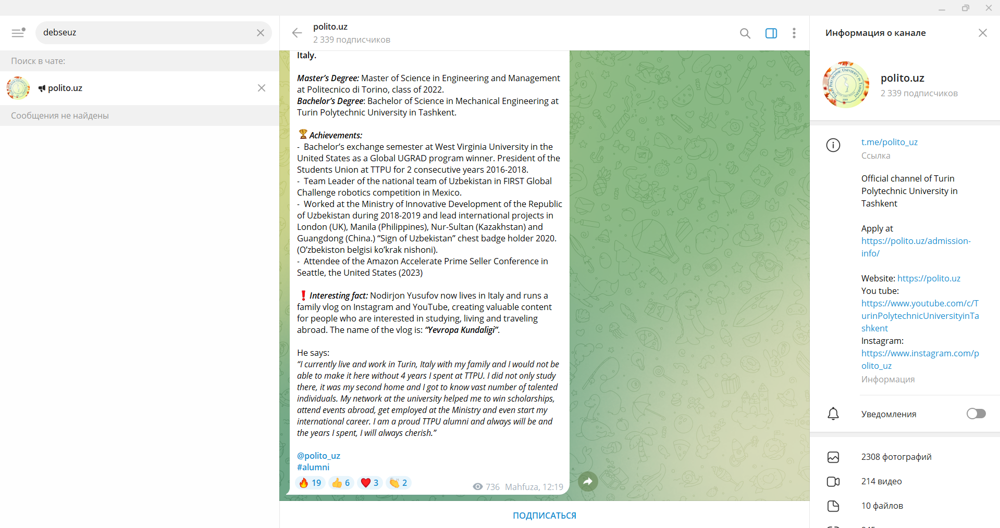 debseuz
Поиск в чате:
polito.uz
Сообщения не найдены
polito.uz
2 339 подписчиков
Italy.
Master's Degree: Master of Science in Engineering and Management
at Politecnico di Torino, class of 2022.
Bachelor's Degree: Bachelor of Science in Mechanical Engineering at
Turin Polytechnic University in Tashkent.
🏆 Achievements:
- Bachelor's exchange semester at West Virginia University in the
United States as a Global UGRAD program winner. President of the
Students Union at TTPU for 2 consecutive years 2016-2018.
- Team Leader of the national team of Uzbekistan in FIRST Global
Challenge robotics competition in Mexico.
- Worked at the Ministry of Innovative Development of the Republic
of Uzbekistan during 2018-2019 and lead international projects in
London (UK), Manila (Philippines), Nur-Sultan (Kazakhstan) and
Guangdong (China.) “Sign of Uzbekistan” chest badge holder 2020.
(O’zbekiston belgisi ko’krak nishoni).
- Attendee of the Amazon Accelerate Prime Seller Conference in
Seattle, the United States (2023)
❗ Interesting fact: Nodirjon Yusufov now lives in Italy and runs a
family vlog on Instagram and YouTube, creating valuable content
for people who are interested in studying, living and traveling
abroad. The name of the vlog is: “Yevropa Kundaligi”.
He says:
“I currently live and work in Turin, Italy with my family and I would not be
able to make it here without 4 years I spent at TTPU. I did not only study
there, it was my second home and I got to know vast number of talented
individuals. My network at the university helped me to win scholarships,
attend events abroad, get employed at the Ministry and even start my
international career. I am a proud TTPU alumni and always will be and
the years I spent, I will always cherish.”
@polito_uz
#alumni
🔥 19 👍 6 ❤ 3 👏 2 736 Mahfuza, 12:19
ПОДПИСАТЬСЯ
Информация о канале
TURIN POLYTECHNIC UNIVERSITY IN TASHKENT
polito.uz
2 339 подписчиков
t.me/polito_uz
Ссылка
Official channel of Turin
Polytechnic University in
Tashkent
Apply at
https://polito.uz/admission-
info/
Website: https://polito.uz
You tube:
https://www.youtube.com/c/T
urinPolytechnicUniversityinTa
shkent
Instagram:
https://www.instagram.com/p
olito_uz
Информация
Уведомления
2308 фотографий
214 видео
10 файлов